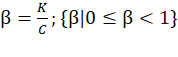 β = K/C ; {β|0 ≤ β < 1}